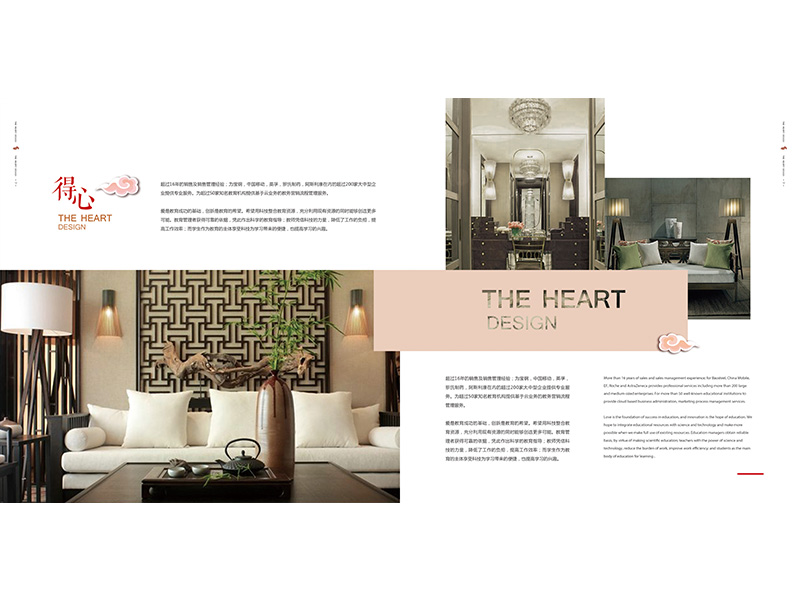 得心
THE HEART
DESIGN
超过16年的销售及销售管理经验；为宝钢，中国移动，英孚，罗氏制药，阿斯利康在内的超过200家大中型企
业提供专业服务。为超过50家知名教育机构提供基于云业务的教务营销流程管理服务。
爱是教育成功的基础，创新是教育的希望。希望用科技整合教育资源，充分利用现有资源的同时能够创造更多
可能。教育管理者获得可靠的依据，凭此作出科学的教育指导；教师凭借科技的力量，降低了工作的负担，提
高工作效率；而学生作为教育的主体享受科技为学习带来的便捷，也提高学习的兴趣。
THE HEART
DESIGN
超过16年的销售及销售管理经验；为宝钢，中国移动，英孚，
罗氏制药，阿斯利康在内的超过200家大中型企业提供专业服
务。为超过50家知名教育机构提供基于云业务的教务营销流程
管理服务。
爱是教育成功的基础，创新是教育的希望。希望用科技整合教
育资源，充分利用现有资源的同时能够创造更多可能。教育管
理者获得可靠的依据，凭此作出科学的教育指导；教师凭借科
技的力量，降低了工作的负担，提高工作效率；而学生作为教
育的主体享受科技为学习带来的便捷，也提高学习的兴趣。
More than 16 years of sales and sales management experiences for Baosteel, China Mobile,
EF, Roche and AstraZeneca provides professional services including more than 200 large
and medium-sized enterprises. For more than 50 well-known educational institutions to
provide cloud based business administration, marketing process management services.
Love is the foundation of success in education, and innovation is the hope of education. We
hope to integrate educational resources with science and technology and make more
possible when we make full use of existing resources. Education managers obtain reliable
basis by virtue of making scientific education; teachers with the power of science and
technology, reduce the burden of work, improve work efficiency; and students as the main
body of education for learning...